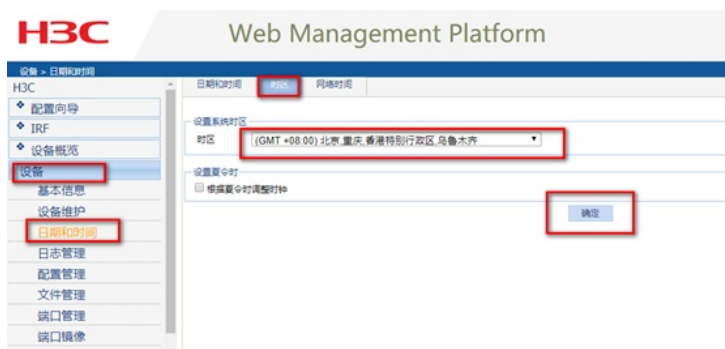 H3C
Web Management Platform
设备 > 日期和时间
H3C
配置向导
IRF
设备概览
设备
基本信息
设备维护
日期和时间
日志管理
配置管理
文件管理
端口管理
端口镜像
日期和时间 时区 网络时间
设置系统时区
时区 (GMT +08:00) 北京,重庆,香港特别行政区,乌鲁木齐
设置夏令时
根据夏令时调整时钟
确定